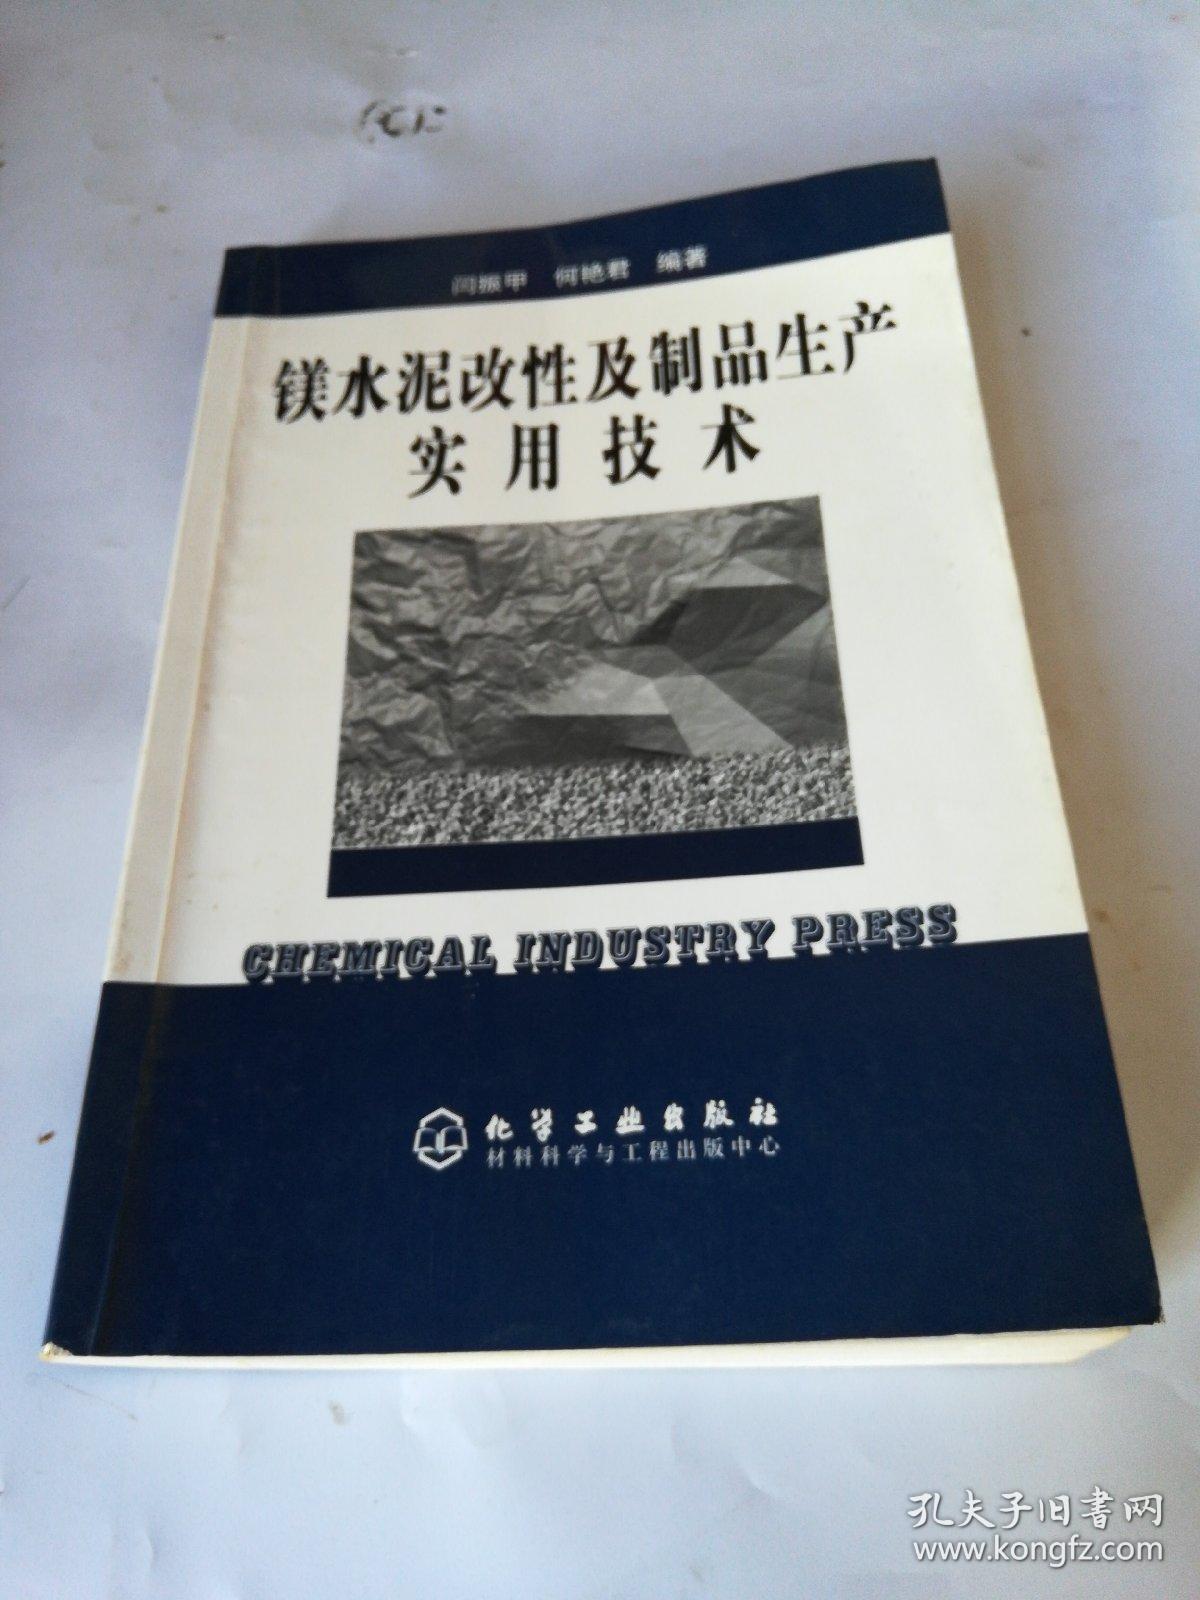 闫振甲 何艳君 编著
镁水泥改性及制品生产
实用技术
CHEMICAL INDUSTRY PRESS
化学工业出版社
材料科学与工程出版中心
孔夫子旧书网
www.kongfz.com